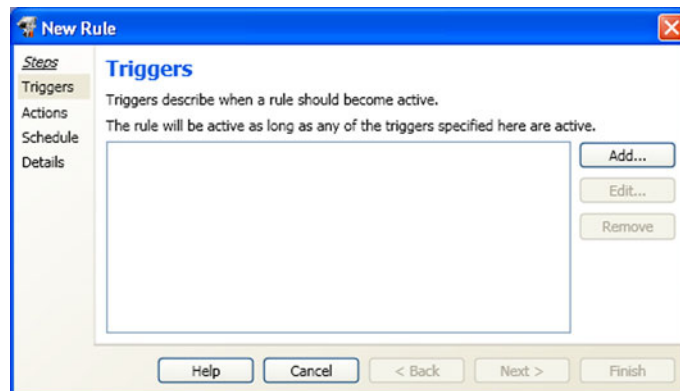 New Rule
Steps
Triggers
Actions
Schedule
Details
Triggers
Triggers describe when a rule should become active.
The rule will be active as long as any of the triggers specified here are active.
Add...
Edit...
Remove
Help
Cancel
< Back
Next >
Finish